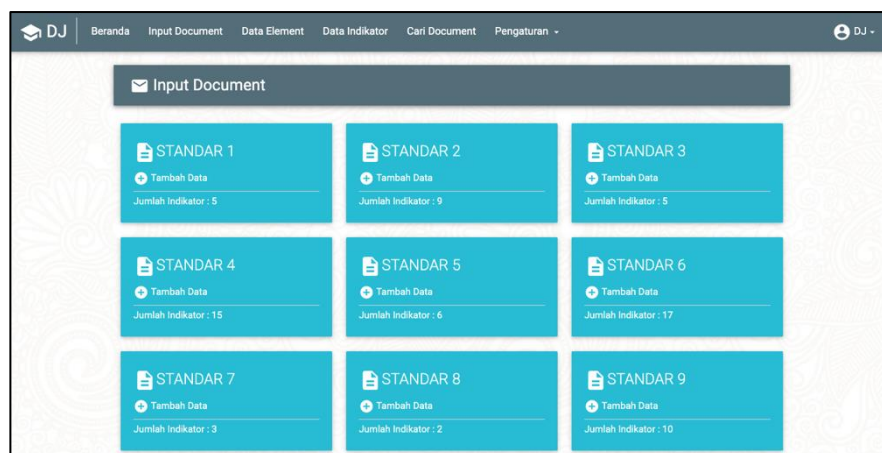 DJ Beranda Input Document Data Element Data Indikator Cari Document Pengaturan DJ
Input Document
STANDAR 1
Tambah Data
Jumlah Indikator : 5
STANDAR 2
Tambah Data
Jumlah Indikator : 9
STANDAR 3
Tambah Data
Jumlah Indikator : 5
STANDAR 4
Tambah Data
Jumlah Indikator : 15
STANDAR 5
Tambah Data
Jumlah Indikator : 6
STANDAR 6
Tambah Data
Jumlah Indikator : 17
STANDAR 7
Tambah Data
Jumlah Indikator : 3
STANDAR 8
Tambah Data
Jumlah Indikator : 2
STANDAR 9
Tambah Data
Jumlah Indikator : 10